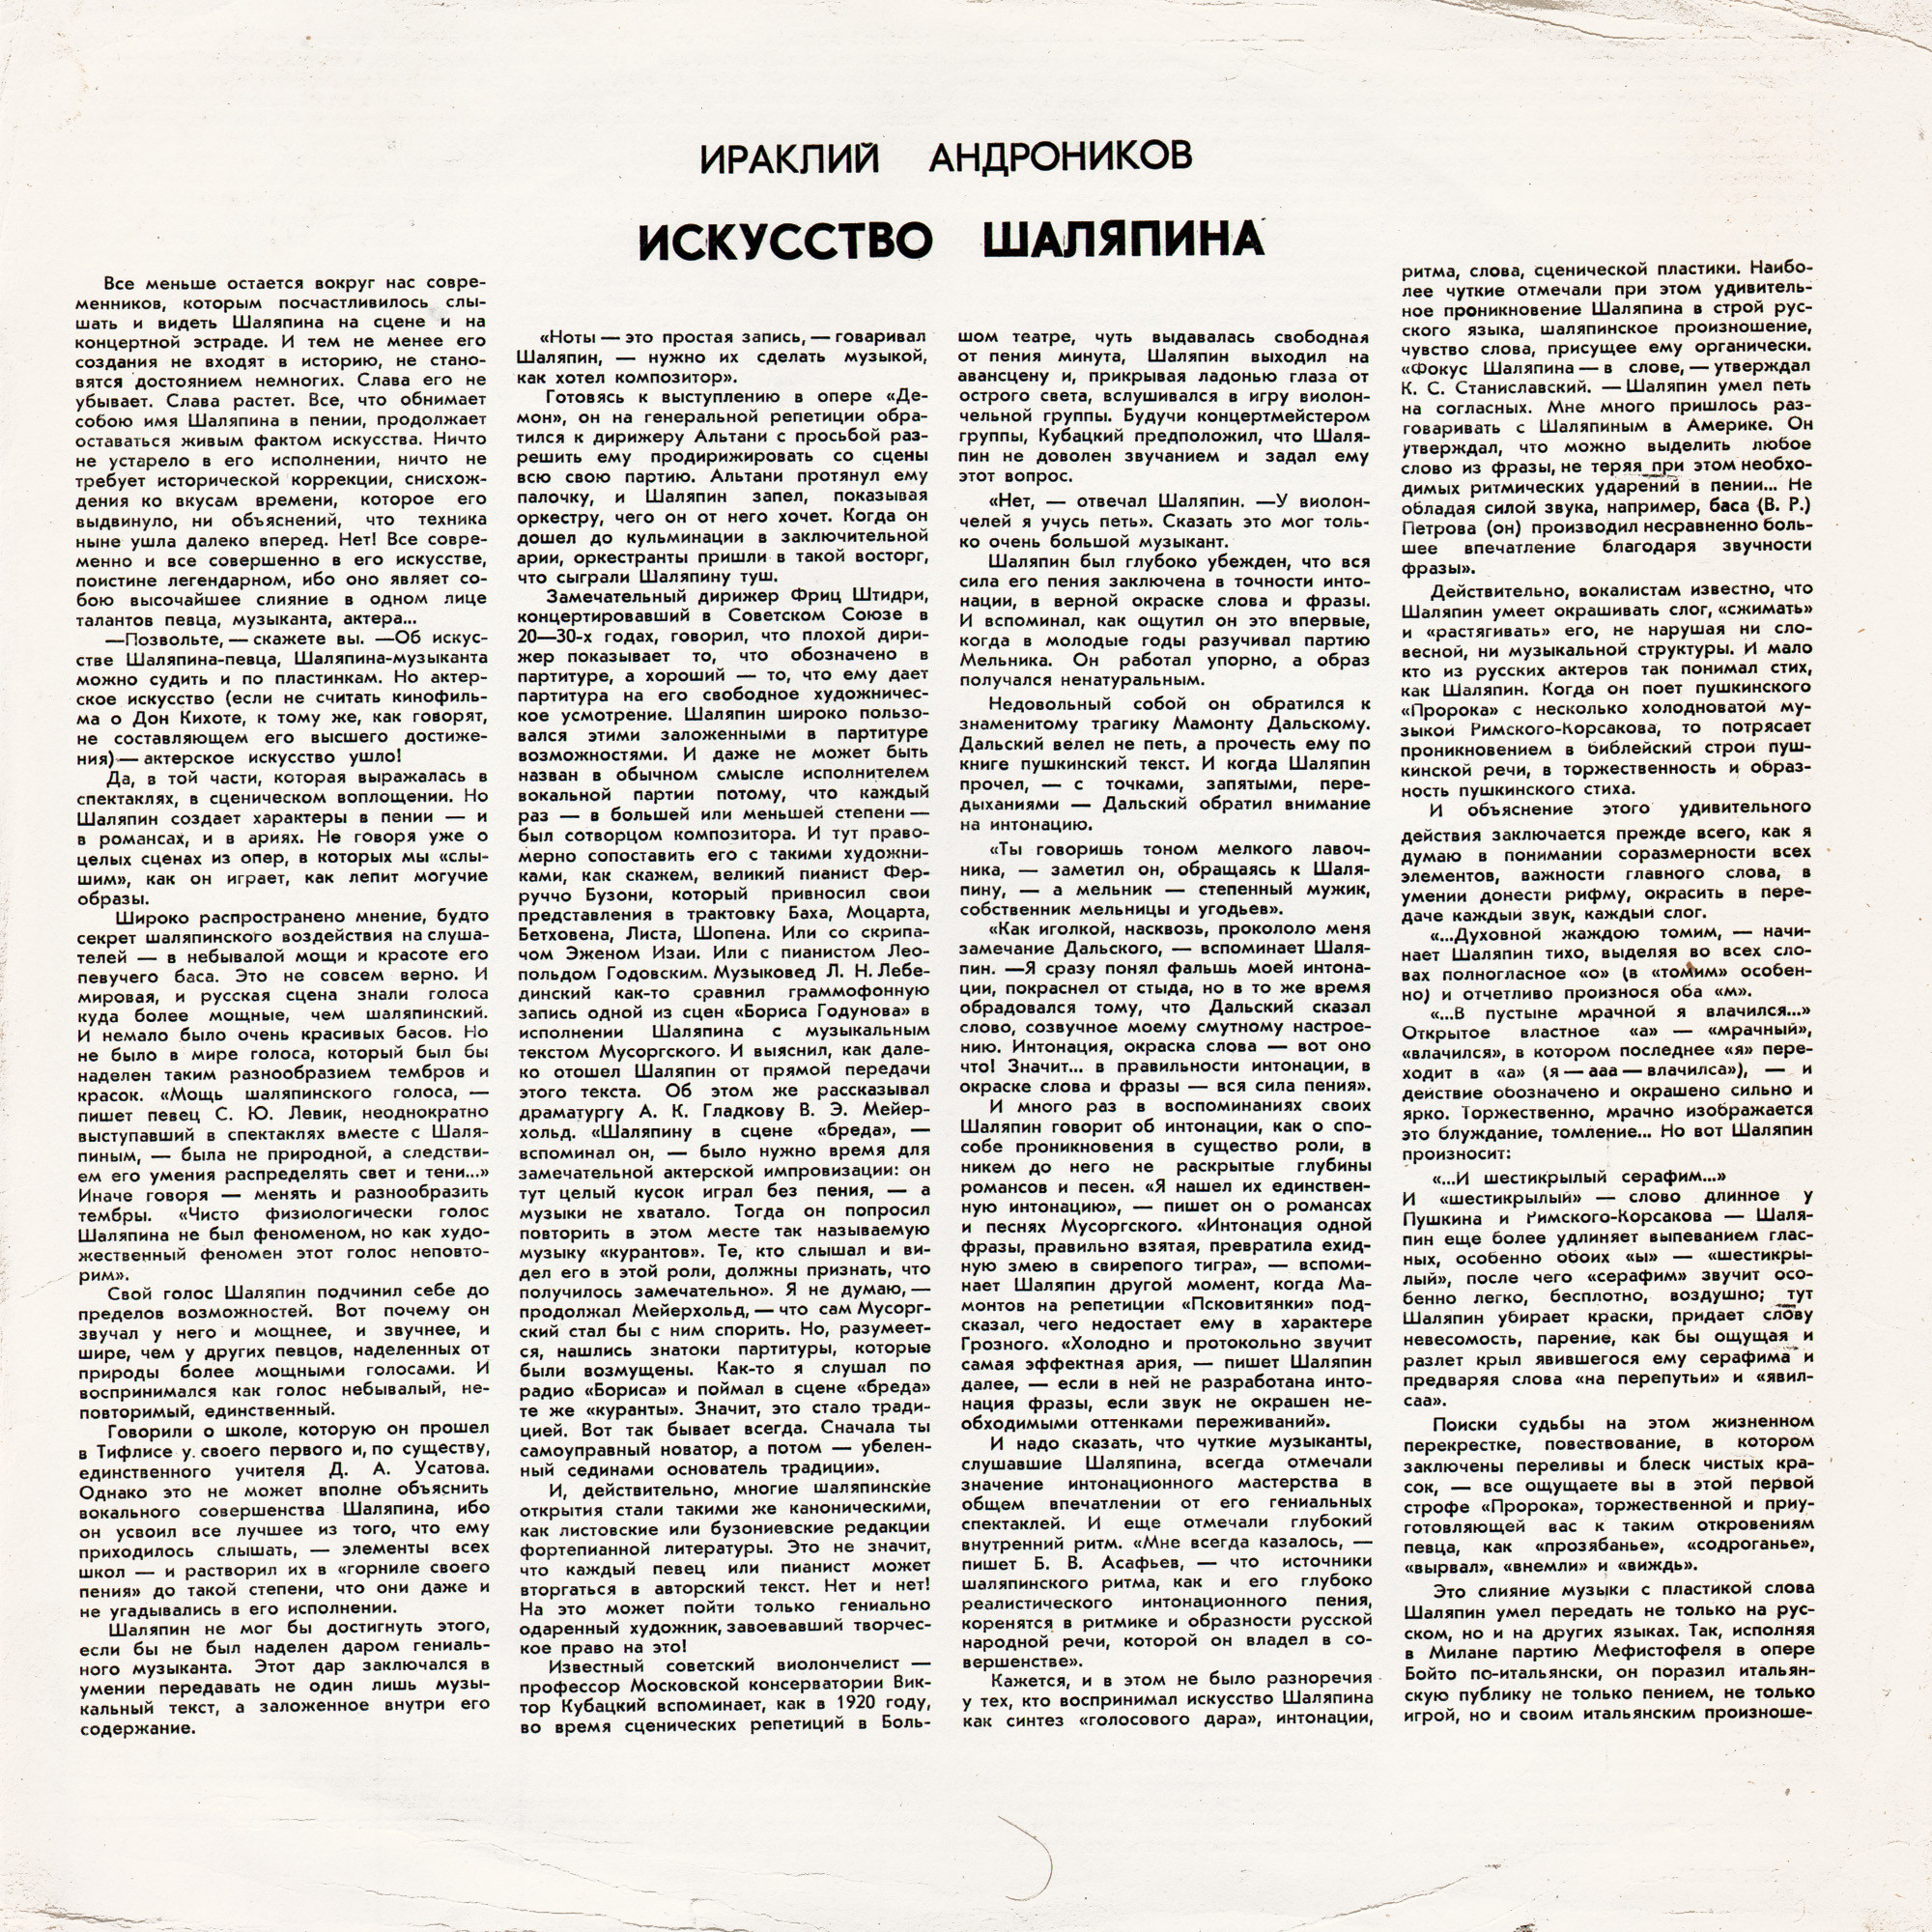 ИРАКЛИЙ АНДРОНИКОВ
ИСКУССТВО ШАЛЯПИНА
Все меньше остается вокруг нас совре-
менников, которым посчастливилось слы-
шать и видеть Шаляпина на сцене и на
концертной эстраде. И тем не менее его
создания не входят в историю, не стано-
вятся достоянием немногих. Слава его не
убывает. Слава растет. Все, что обнимает
собою имя Шаляпина в пении, продолжает
оставаться живым фактом искусства. Ничто
не устарело в его исполнении, ничто не
требует исторической коррекции, снисхож-
дения ко вкусам времени, которое его
выдвинуло, ни объяснений, что техника
ныне ушла далеко вперед. Нет! Все совре-
менно и все совершенно в его искусстве,
поистине легендарном, ибо оно являет со-
бою высочайшее слияние в одном лице
талантов певца, музыканта, актера...
—Позвольте, — скажете вы. —Об искус-
стве Шаляпина-певца, Шаляпина-музыканта
можно судить и по пластинкам. Но актер-
ское искусство (если не считать кинофиль-
ма о Дон Кихоте, к тому же, как говорят,
не составляющем его высшего достиже-
ния)— актерское искусство ушло!
Да, в той части, которая выражалась в
спектаклях, в сценическом воплощении. Но
Шаляпин создает характеры в пении — и
в романсах, и в ариях. Не говоря уже о
целых сценах из опер, в которых мы «слы-
шим», как он играет, как лепит могучие
образы.
Широко распространено мнение, будто
секрет шаляпинского воздействия на слуша-
телей — в небывалой мощи и красоте его
певучего баса. Это не совсем верно. И
мировая, и русская сцена знали голоса
куда более мощные, чем шаляпинский.
И немало было очень красивых басов. Но
не было в мире голоса, который был бы
наделен таким разнообразием тембров и
красок. «Мощь шаляпинского голоса, —
пишет певец С. Ю. Левик, неоднократно
выступавший в спектаклях вместе с Шаля-
пиным, — была не природной, а следстви-
ем его умения распределять свет и тени...»
Иначе говоря — менять и разнообразить
тембры. «Чисто физиологически голос
Шаляпина не был феноменом, но как худо-
жественный феномен этот голос неповто-
рим».
Свой голос Шаляпин подчинил себе до
пределов возможностей. Вот почему он
звучал у него и мощнее, и звучнее, и
шире, чем у других певцов, наделенных от
природы более мощными голосами. И
воспринимался как голос небывалый, не-
повторимый, единственный.
Говорили о школе, которую он прошел
в Тифлисе у своего первого и, по существу,
единственного учителя Д. А. Усатова.
Однако это не может вполне объяснить
вокального совершенства Шаляпина, ибо
он усвоил все лучшее из того, что ему
приходилось слышать, — элементы всех
школ — и растворил их в «горниле своего
пения» до такой степени, что они даже и
не угадывались в его исполнении.
Шаляпин не мог бы достигнуть этого,
если бы не был наделен даром гениаль-
ного музыканта. Этот дар заключался в
умении передавать не один лишь музы-
кальный текст, а заложенное внутри его
содержание.
«Ноты — это простая запись, — говаривал
Шаляпин, — нужно их сделать музыкой,
как хотел композитор».
Готовясь к выступлению в опере «Де-
мон», он на генеральной репетиции обра-
тился к дирижеру Альтани с просьбой раз-
решить ему продирижировать со сцены
всю свою партию. Альтани протянул ему
палочку, и Шаляпин запел, показывая
оркестру, чего он от него хочет. Когда он
дошел до кульминации в заключительной
арии, оркестранты пришли в такой восторг,
что сыграли Шаляпину туш.
Замечательный дирижер Фриц Штидри,
концертировавший в Советском Союзе в
20—30-х годах, говорил, что плохой дири-
жер показывает то, что обозначено в
партитуре, а хороший — то, что ему дает
партитура на его свободное художничес-
кое усмотрение. Шаляпин широко пользо-
вался этими заложенными в партитуре
возможностями. И даже не может быть
назван в обычном смысле исполнителем
вокальной партии потому, что каждый
раз — в большей или меньшей степени —
был сотворцом композитора. И тут право-
мерно сопоставить его с такими художни-
ками, как скажем, великий пианист Фер-
руччо Бузони, который привносил свои
представления в трактовку Баха, Моцарта,
Бетховена, Листа, Шопена. Или со скрипа-
чом Эженом Изаи. Или с пианистом Лео-
польдом Годовским. Музыковед Л. Н. Лебе-
динский как-то сравнил граммофонную
запись одной из сцен «Бориса Годунова» в
исполнении Шаляпина с музыкальным
текстом Мусоргского. И выяснил, как дале-
ко отошел Шаляпин от прямой передачи
этого текста. Об этом же рассказывал
драматургу А. К. Гладкову В. Э. Мейер-
хольд. «Шаляпину в сцене «бреда», —
вспоминал он, — было нужно время для
замечательной актерской импровизации: он
тут целый кусок играл без пения, — а
музыки не хватало. Тогда он попросил
повторить в этом месте так называемую
музыку «курантов». Те, кто слышал и ви-
дел его в этой роли, должны признать, что
получилось замечательно». Я не думаю, —
продолжал Мейерхольд, — что сам Мусорг-
ский стал бы с ним спорить. Но, разумеет-
ся, нашлись знатоки партитуры, которые
были возмущены. Как-то я слушал по
радио «Бориса» и поймал в сцене «бреда»
те же «куранты». Значит, это стало тради-
цией. Вот так бывает всегда. Сначала ты
самоуправный новатор, а потом — убелен-
ный сединами основатель традиции».
И, действительно, многие шаляпинские
открытия стали такими же каноническими,
как листовские или бузониевские редакции
фортепианной литературы. Это не значит,
что каждый певец или пианист может
вторгаться в авторский текст. Нет и нет!
На это может пойти только гениально
одаренный художник, завоевавший творчес-
кое право на это!
Известный советский виолончелист —
профессор Московской консерватории Вик-
тор Кубацкий вспоминает, как в 1920 году,
во время сценических репетиций в Боль-
шом театре, чуть выдавалась свободная
от пения минута, Шаляпин выходил на
авансцену и, прикрывая ладонью глаза от
острого света, вслушивался в игру виолон-
чельной группы. Будучи концертмейстером
группы, Кубацкий предположил, что Шаля-
пин не доволен звучанием и задал ему
этот вопрос.
«Нет, — отвечал Шаляпин. —У виолон-
челей я учусь петь». Сказать это мог толь-
ко очень большой музыкант.
Шаляпин был глубоко убежден, что вся
сила его пения заключена в точности инто-
нации, в верной окраске слова и фразы.
И вспоминал, как ощутил он это впервые,
когда в молодые годы разучивал партию
Мельника. Он работал упорно, а образ
получался ненатуральным.
Недовольный собой он обратился к
знаменитому трагику Мамонту Дальскому.
Дальский велел не петь, а прочесть ему по
книге пушкинский текст. И когда Шаляпин
прочел, — с точками, запятыми, пере-
дыханиями — Дальский обратил внимание
на интонацию.
«Ты говоришь тоном мелкого лавоч-
ника, — заметил он, обращаясь к Шаля-
пину, — а мельник — степенный мужик,
собственник мельницы и угодьев».
«Как иголкой, насквозь, прокололо меня
замечание Дальского, — вспоминает Шаля-
пин. —Я сразу понял фальшь моей интона-
ции, покраснел от стыда, но в то же время
обрадовался тому, что Дальский сказал
слово, созвучное моему смутному настрое-
нию. Интонация, окраска слова — вот оно
что! Значит... в правильности интонации, в
окраске слова и фразы — вся сила пения».
И много раз в воспоминаниях своих
Шаляпин говорит об интонации, как о спо-
собе проникновения в существо роли, в
никем до него не раскрытые глубины
романсов и песен. «Я нашел их единствен-
ную интонацию», — пишет он о романсах
и песнях Мусоргского. «Интонация одной
фразы, правильно взятая, превратила ехид-
ную змею в свирепого тигра», — вспоми-
нает Шаляпин другой момент, когда Ма-
монтов на репетиции «Псковитянки» под-
сказал, чего недостает ему в характере
Грозного. «Холодно и протокольно звучит
самая эффектная ария, — пишет Шаляпин
далее, — если в ней не разработана инто-
нация фразы, если звук не окрашен не-
обходимыми оттенками переживаний».
И надо сказать, что чуткие музыканты,
слушавшие Шаляпина, всегда отмечали
значение интонационного мастерства в
общем впечатлении от его гениальных
спектаклей. И еще отмечали глубокий
внутренний ритм. «Мне всегда казалось, —
пишет Б. В. Асафьев, — что источники
шаляпинского ритма, как и его глубоко
реалистического интонационного пения,
коренятся в ритмике и образности русской
народной речи, которой он владел в со-
вершенстве».
Кажется, и в этом не было разноречия
у тех, кто воспринимал искусство Шаляпина
как синтез «голосового дара», интонации,
ритма, слова, сценической пластики. Наибо-
лее чуткие отмечали при этом удивитель-
ное проникновение Шаляпина в строй рус-
ского языка, шаляпинское произношение,
чувство слова, присущее ему органически.
«Фокус Шаляпина — в слове, — утверждал
К. С. Станиславский. — Шаляпин умел петь
на согласных. Мне много пришлось раз-
говаривать с Шаляпиным в Америке. Он
утверждал, что можно выделить любое
слово из фразы, не теряя при этом необхо-
димых ритмических ударений в пении... Не
обладая силой звука, например, баса (В. Р.)
Петрова (он) производил несравненно боль-
шее впечатление благодаря звучности
фразы».
Действительно, вокалистам известно, что
Шаляпин умеет окрашивать слог, «сжимать»
и «растягивать» его, не нарушая ни сло-
весной, ни музыкальной структуры. И мало
кто из русских актеров так понимал стих,
как Шаляпин. Когда он поет пушкинского
«Пророка» с несколько холодноватой му-
зыкой Римского-Корсакова, то потрясает
проникновением в библейский строй пуш-
кинской речи, в торжественность и образ-
ность пушкинского стиха.
И объяснение этого удивительного
действия заключается прежде всего, как я
думаю в понимании соразмерности всех
элементов, важности главного слова, в
умении донести рифму, окрасить в пере-
даче каждый звук, каждый слог.
«...Духовной жаждою томим, — начи-
нает Шаляпин тихо, выделяя во всех сло-
вах полногласное «о» (в «томим» особен-
но) и отчетливо произнося оба «м».
«...В пустыне мрачной я влачился...»
Открытое властное «а» — «мрачный»,
«влачился», в котором последнее «я» пере-
ходит в «а» (я — ааа — влачилса»), — и
действие обозначено и окрашено сильно и
ярко. Торжественно, мрачно изображается
это блуждание, томление... Но вот Шаляпин
произносит:
«...И шестикрылый серафим...»
И «шестикрылый» — слово длинное у
Пушкина и Римского-Корсакова — Шаля-
пин еще более удлиняет выпеванием глас-
ных, особенно обоих «ы» — «шестикры-
лый», после чего «серафим» звучит осо-
бенно легко, бесплотно, воздушно; тут
Шаляпин убирает краски, придает слову
невесомость, парение, как бы ощущая и
разлет крыл явившегося ему серафима и
предваряя слова «на перепутьи» и «явил-
саа».
Поиски судьбы на этом жизненном
перекрестке, повествование, в котором
заключены переливы и блеск чистых кра-
сок, — все ощущаете вы в этой первой
строфе «Пророка», торжественной и приу-
готовляющей вас к таким откровениям
певца, как «прозябанье», «содроганье»,
«вырвал», «внемли» и «виждь».
Это слияние музыки с пластикой слова
Шаляпин умел передать не только на рус-
ском, но и на других языках. Так, исполняя
в Милане партию Мефистофеля в опере
Бойто по-итальянски, он поразил итальян-
скую публику не только пением, не только
игрой, но и своим итальянским произноше-